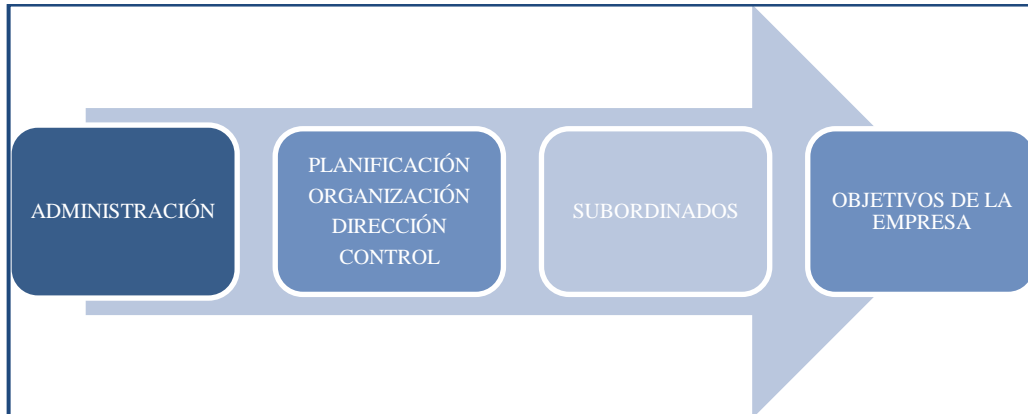 ADMINISTRACIÓN
PLANIFICACIÓN
ORGANIZACIÓN
DIRECCIÓN
CONTROL
SUBORDINADOS
OBJETIVOS DE LA
EMPRESA